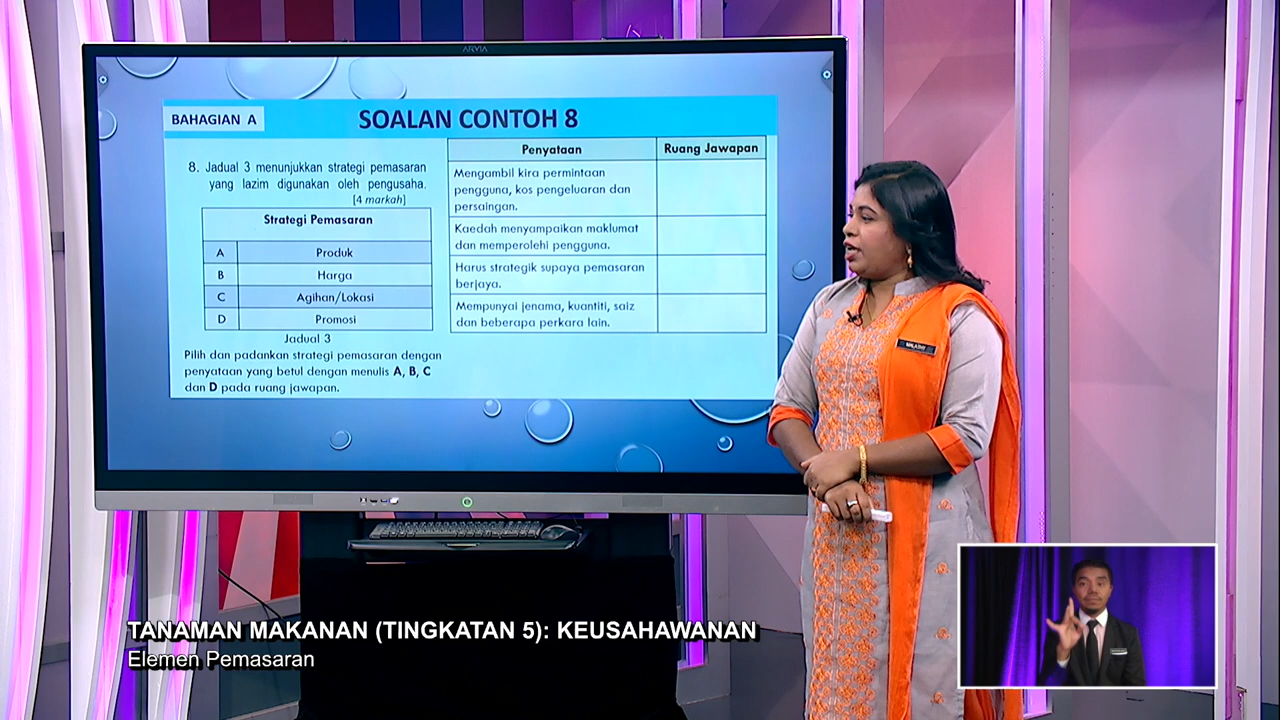 ARVIA
BAHAGIAN A
SOALAN CONTOH 8
8. Jadual 3 menunjukkan strategi pemasaran
yang lazim digunakan oleh pengusaha.
[4 markah]
Strategi Pemasaran
A Produk
B Harga
C Agihan/Lokasi
D Promosi
Jadual 3
Pilih dan padankan strategi pemasaran dengan
penyataan yang betul dengan menulis A, B, C
dan D pada ruang jawapan.
Penyataan Ruang Jawapan
Mengambil kira permintaan
pengguna, kos pengeluaran dan
persaingan.
Kaedah menyampaikan maklumat
dan memperolehi pengguna.
Harus strategik supaya pemasaran
berjaya.
Mempunyai jenama, kuantiti, saiz
dan beberapa perkara lain.
MALATHY
TANAMAN MAKANAN (TINGKATAN 5): KEUSAHAWANAN
Elemen Pemasaran